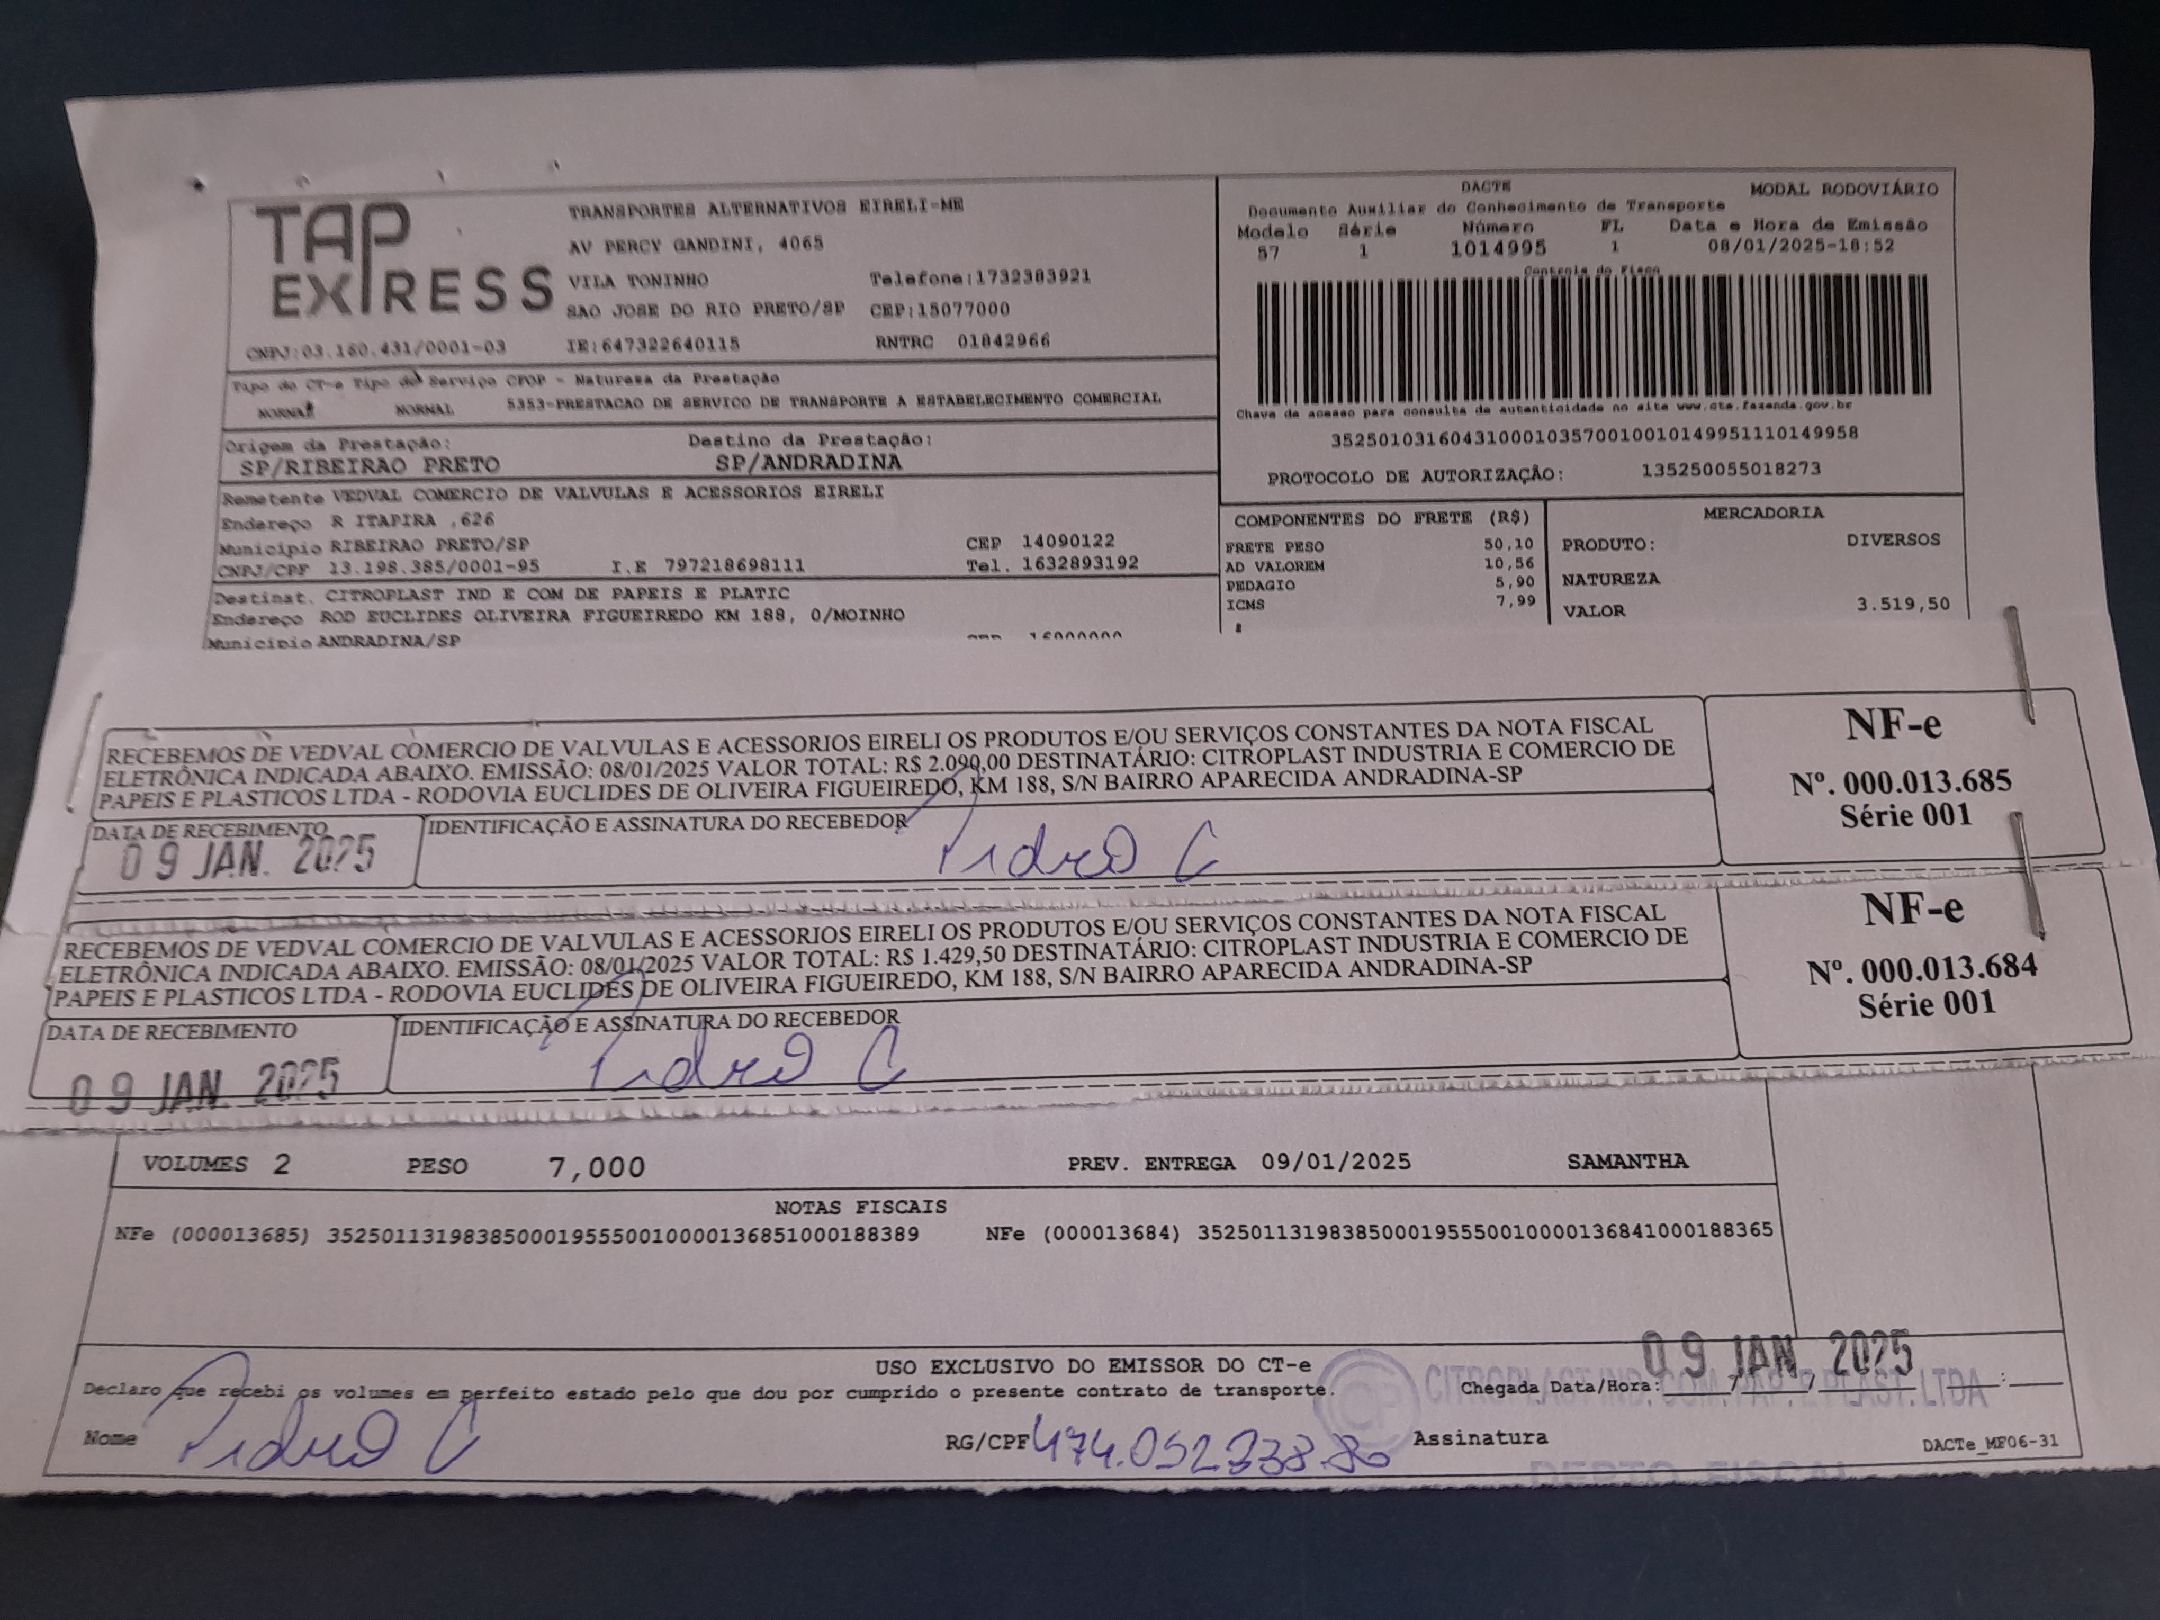 TAP EXPRESS
TRANSPORTES ALTERNATIVOS EIRELI-ME
AV PERCY GANDINI, 4065
VILA TONINHO Telefone:1732383921
SAO JOSE DO RIO PRETO/SP CEP:15077000
CNPJ:03.160.431/0001-03 IE:647322640115 RNTRC 01842966
DACTE MODAL RODOVIÁRIO
Documento Auxiliar do Conhecimento de Transporte
Modelo Série Número FL Data e Hora de Emissão
57 1 1014995 1 08/01/2025-18:52
Controle do Fisco
Chave de acesso para consulta de autenticidade no site www.cte.fazenda.gov.br
35250103160431000103570010010149951110149958
PROTOCOLO DE AUTORIZAÇÃO: 135250055018273
Tipo do CT-e Tipo do Serviço CFOP - Natureza da Prestação
NORMAL NORMAL 5353-PRESTACAO DE SERVICO DE TRANSPORTE A ESTABELECIMENTO COMERCIAL
Origem da Prestação: Destino da Prestação:
SP/RIBEIRAO PRETO SP/ANDRADINA
Remetente VEDVAL COMERCIO DE VALVULAS E ACESSORIOS EIRELI
Endereço R ITAPIRA ,626
Município RIBEIRAO PRETO/SP CEP 14090122
CNPJ/CPF 13.198.385/0001-95 I.E 797218698111 Tel. 1632893192
Destinat. CITROPLAST IND E COM DE PAPEIS E PLATIC
Endereço ROD EUCLIDES OLIVEIRA FIGUEIREDO KM 188, 0/MOINHO
Município ANDRADINA/SP CEP 16900000
COMPONENTES DO FRETE (R$)
FRETE PESO 50,10
AD VALOREM 10,56
PEDAGIO 5,90
ICMS 7,99
MERCADORIA
PRODUTO: DIVERSOS
NATUREZA
VALOR 3.519,50
RECEBEMOS DE VEDVAL COMERCIO DE VALVULAS E ACESSORIOS EIRELI OS PRODUTOS E/OU SERVIÇOS CONSTANTES DA NOTA FISCAL
ELETRÔNICA INDICADA ABAIXO. EMISSÃO: 08/01/2025 VALOR TOTAL: R$ 2.090,00 DESTINATÁRIO: CITROPLAST INDUSTRIA E COMERCIO DE
PAPEIS E PLASTICOS LTDA - RODOVIA EUCLIDES DE OLIVEIRA FIGUEIREDO, KM 188, S/N BAIRRO APARECIDA ANDRADINA-SP
DATA DE RECEBIMENTO IDENTIFICAÇÃO E ASSINATURA DO RECEBEDOR
09 JAN. 2025 Pedro C
NF-e
Nº. 000.013.685
Série 001
RECEBEMOS DE VEDVAL COMERCIO DE VALVULAS E ACESSORIOS EIRELI OS PRODUTOS E/OU SERVIÇOS CONSTANTES DA NOTA FISCAL
ELETRÔNICA INDICADA ABAIXO. EMISSÃO: 08/01/2025 VALOR TOTAL: R$ 1.429,50 DESTINATÁRIO: CITROPLAST INDUSTRIA E COMERCIO DE
PAPEIS E PLASTICOS LTDA - RODOVIA EUCLIDES DE OLIVEIRA FIGUEIREDO, KM 188, S/N BAIRRO APARECIDA ANDRADINA-SP
DATA DE RECEBIMENTO IDENTIFICAÇÃO E ASSINATURA DO RECEBEDOR
09 JAN. 2025 Pedro C
NF-e
Nº. 000.013.684
Série 001
VOLUMES 2 PESO 7,000 PREV. ENTREGA 09/01/2025 SAMANTHA
NOTAS FISCAIS
NFe (000013685) 35250113198385000195550010000136851000188389 NFe (000013684) 35250113198385000195550010000136841000188365
USO EXCLUSIVO DO EMISSOR DO CT-e
09 JAN 2025
CITROPLAST IND. COM. PAP. E PLAST. LTDA
Declaro que recebi os volumes em perfeito estado pelo que dou por cumprido o presente contrato de transporte. Chegada Data/Hora:____/____/____ ____:____
Nome Pedro C RG/CPF 474.052.338.86 Assinatura
DACTe_MF06-31
DEPTO. FISCAL